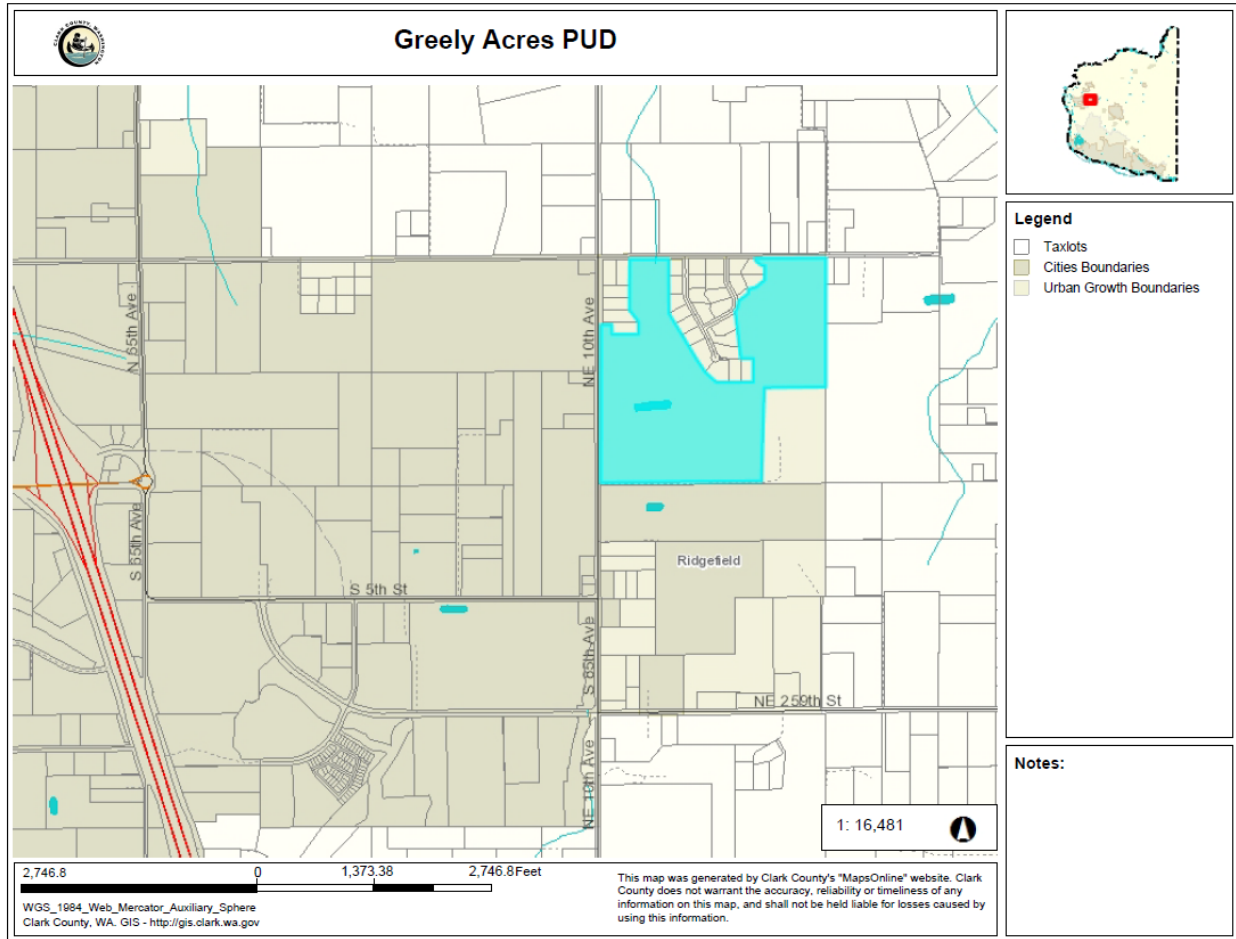 CLARK COUNTY, WASHINGTON
Greely Acres PUD
N 65th Ave
NE 10th Ave
S 65th Ave
S 5th St
Ridgefield
S 85th Ave
NE 259th St
NE 10th Ave
1: 16,481
Legend
Taxlots
Cities Boundaries
Urban Growth Boundaries
Notes:
2,746.8 0 1,373.38 2,746.8 Feet
WGS_1984_Web_Mercator_Auxiliary_Sphere
Clark County, WA. GIS - http://gis.clark.wa.gov
This map was generated by Clark County's "MapsOnline" website. Clark
County does not warrant the accuracy, reliability or timeliness of any
information on this map, and shall not be held liable for losses caused by
using this information.